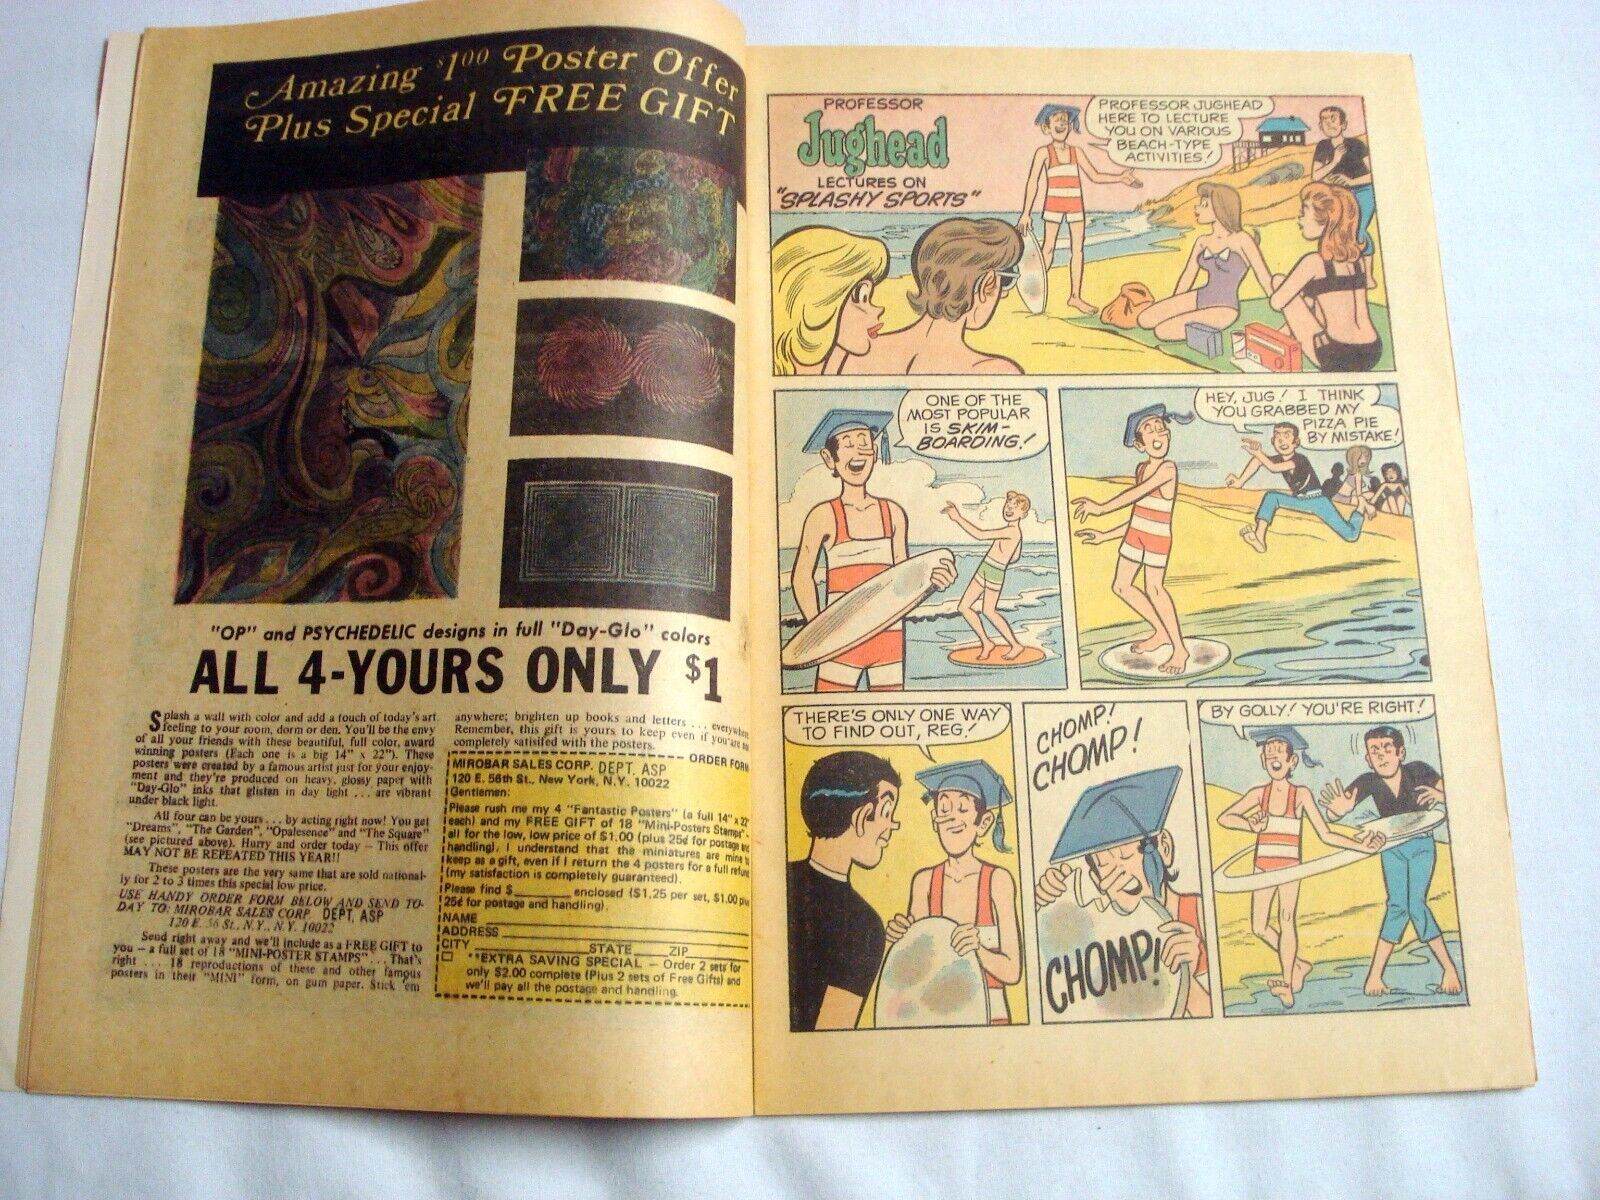 Amazing $1.00 Poster Offer
Plus Special FREE GIFT
"OP" and PSYCHEDELIC designs in full "Day-Glo" colors
ALL 4-YOURS ONLY $1
Splash a wall with color and add a touch of today's art
feeling to your room, dorm or den. You'll be the envy
of all your friends with these beautiful, full color, award
winning posters (Each one is a big 14" x 22"). These
posters were created by a famous artist just for your enjoy-
ment and they're produced on heavy, glossy paper with
"Day-Glo" inks that glisten in day light ... are vibrant
under black light.
All four can be yours ... by acting right now! You get
"Dreams", "The Garden", "Opalesence" and "The Square"
(see pictured above). Hurry and order today - This offer
MAY NOT BE REPEATED THIS YEAR!!
These posters are the very same that are sold national-
ly for 2 to 3 times this special low price.
USE HANDY ORDER FORM BELOW AND SEND TO-
DAY TO: MIROBAR SALES CORP. DEPT. ASP
120 E. 56 St., N.Y., N.Y. 10022
Send right away and we'll include as a FREE GIFT to
you - a full set of 18 "MINI-POSTER STAMPS" ... That's
right ... 18 reproductions of these and other famous
posters in their "MINI" form, on gum paper. Stick 'em
anywhere; brighten up books and letters ... everywhere.
Remember, this gift is yours to keep even if you're
completely satisifed with the posters.
ORDER FORM
MIROBAR SALES CORP. DEPT. ASP
120 E. 56th St., New York, N.Y. 10022
Gentlemen:
Please rush me my 4 "Fantastic Posters" (a full 14" x 22"
each) and my FREE GIFT of 18 "Mini-Posters Stamps"
all for the low, low price of $1.00 (plus 25¢ for postage and
handling). I understand that the miniatures are mine to
keep as a gift, even if I return the 4 posters for a full refund
(my satisfaction is completely guaranteed).
Please find $______ enclosed ($1.25 per set, $1.00 plus
25¢ for postage and handling).
NAME
ADDRESS
CITY STATE ZIP
**EXTRA SAVING SPECIAL - Order 2 sets for
only $2.00 complete (Plus 2 sets of Free Gifts) and
we'll pay all the postage and handling.
PROFESSOR
Jughead
LECTURES ON
"SPLASHY SPORTS"
PROFESSOR JUGHEAD
HERE TO LECTURE
YOU ON VARIOUS
BEACH-TYPE
ACTIVITIES!
ONE OF THE
MOST POPULAR
IS SKIM-
BOARDING!
HEY, JUG! I THINK
YOU GRABBED MY
PIZZA PIE
BY MISTAKE!
THERE'S ONLY ONE WAY
TO FIND OUT, REG!
CHOMP!
CHOMP!
CHOMP!
BY GOLLY! YOU'RE RIGHT!